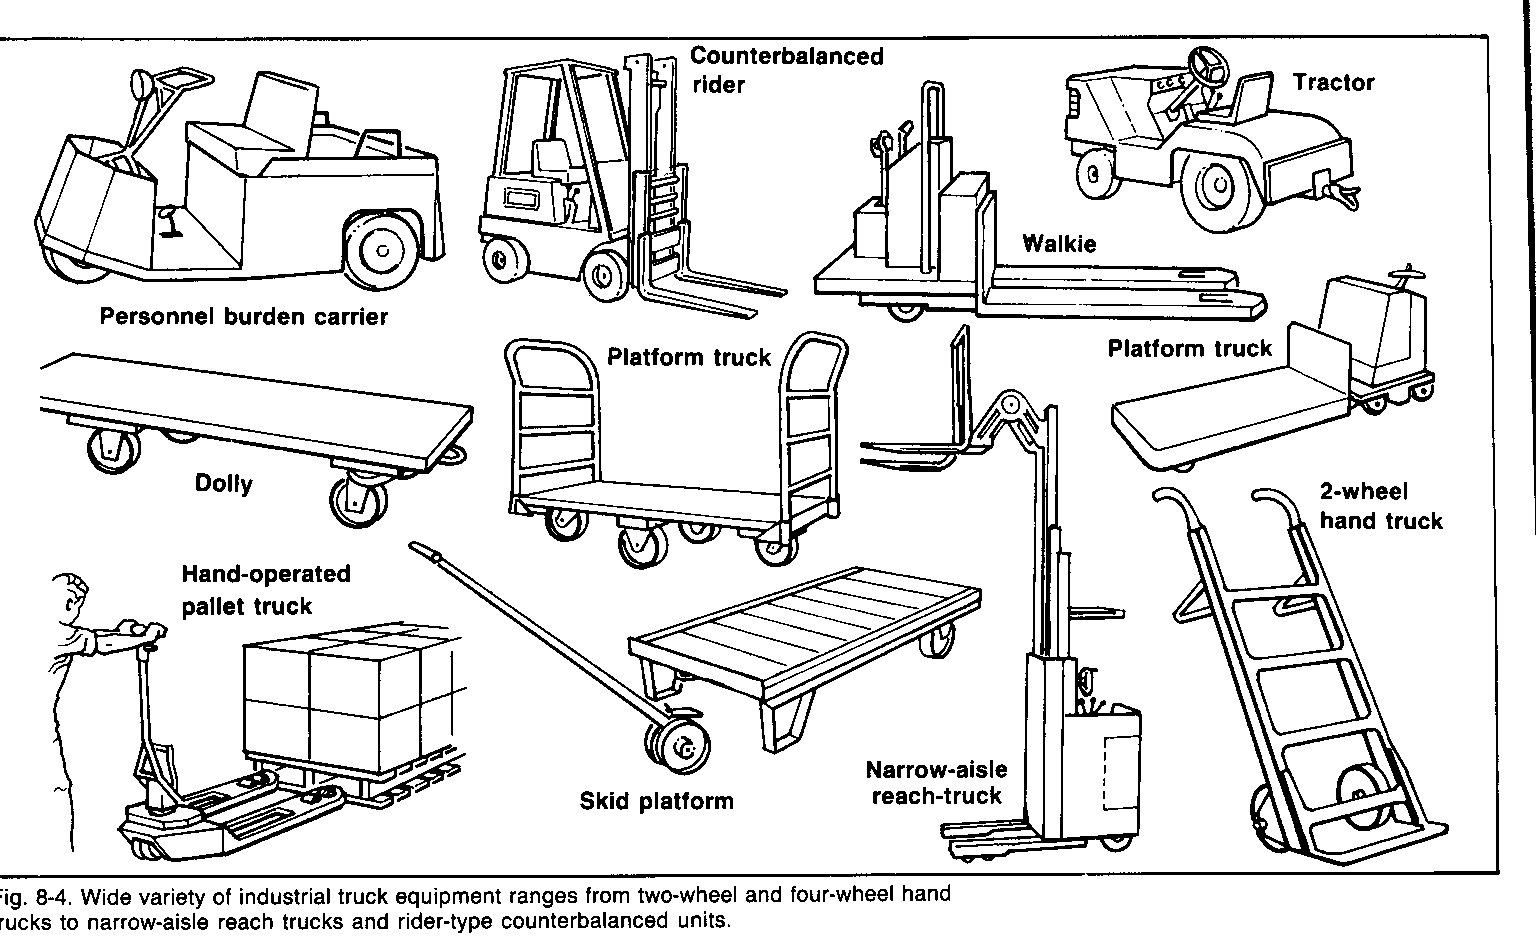 Counterbalanced
rider
Tractor
Walkie
Personnel burden carrier
Platform truck
Platform truck
Dolly
2-wheel
hand truck
Hand-operated
pallet truck
Narrow-aisle
reach-truck
Skid platform
ig. 8-4. Wide variety of industrial truck equipment ranges from two-wheel and four-wheel hand
rucks to narrow-aisle reach trucks and rider-type counterbalanced units.